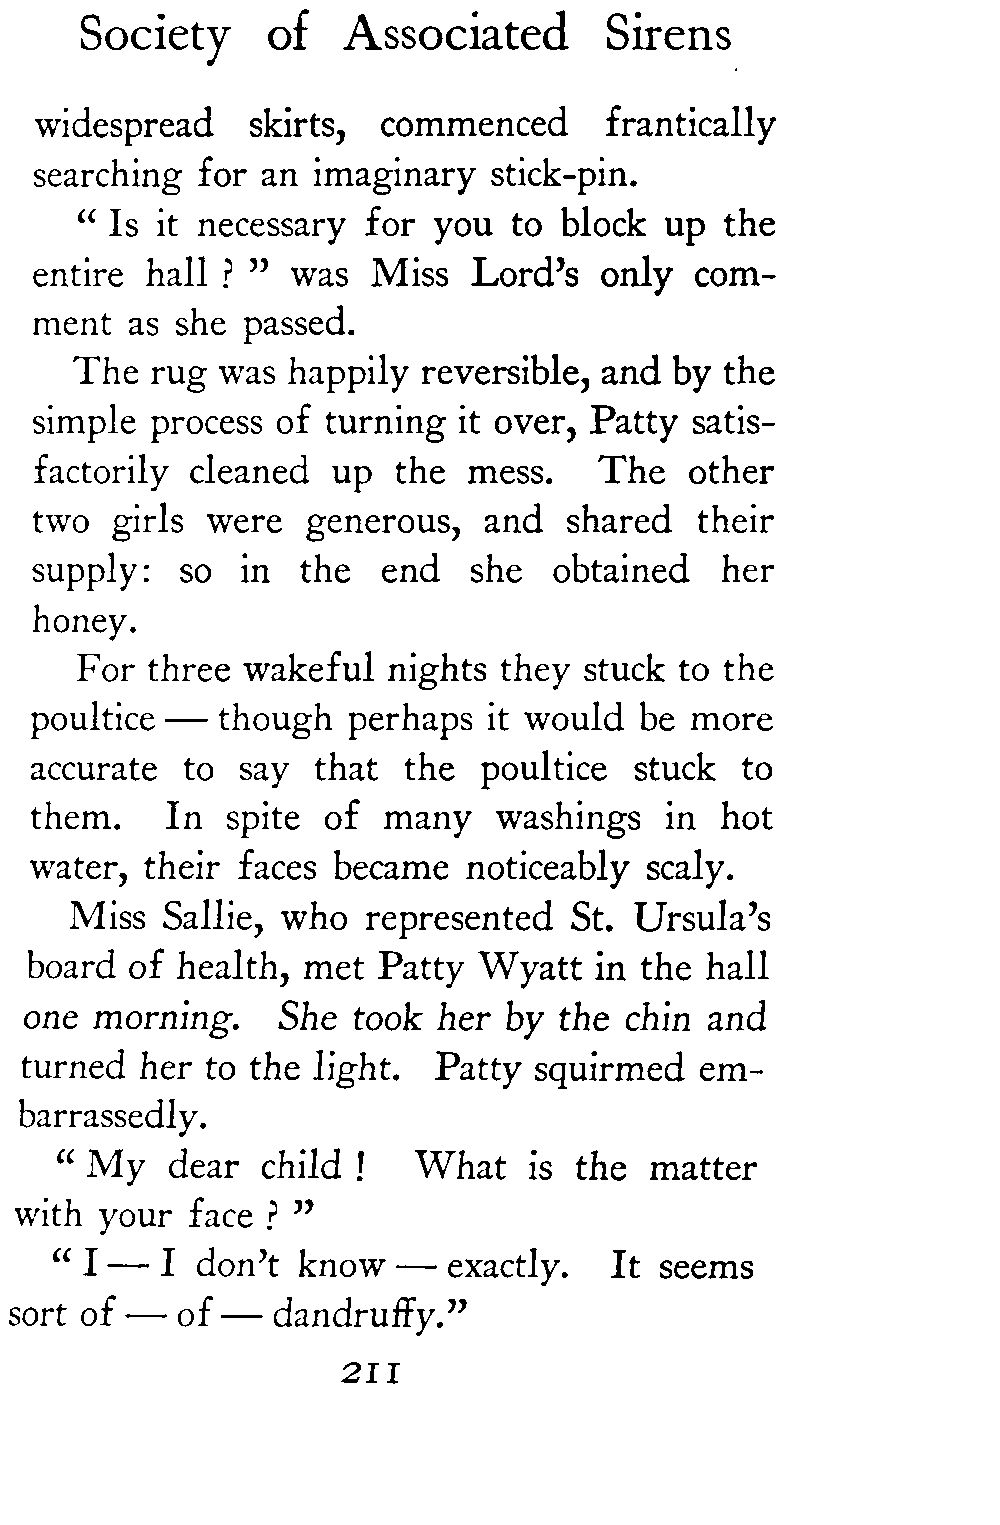 Society of Associated Sirens
widespread skirts, commenced frantically
searching for an imaginary stick-pin.
“ Is it necessary for you to block up the
entire hall ? ” was Miss Lord’s only com-
ment as she passed.
The rug was happily reversible, and by the
simple process of turning it over, Patty satis-
factorily cleaned up the mess. The other
two girls were generous, and shared their
supply: so in the end she obtained her
honey.
For three wakeful nights they stuck to the
poultice — though perhaps it would be more
accurate to say that the poultice stuck to
them. In spite of many washings in hot
water, their faces became noticeably scaly.
Miss Sallie, who represented St. Ursula’s
board of health, met Patty Wyatt in the hall
one morning. She took her by the chin and
turned her to the light. Patty squirmed em-
barrassedly.
“ My dear child ! What is the matter
with your face ? ”
“ I — I don’t know — exactly. It seems
sort of — of — dandruffy.”
211